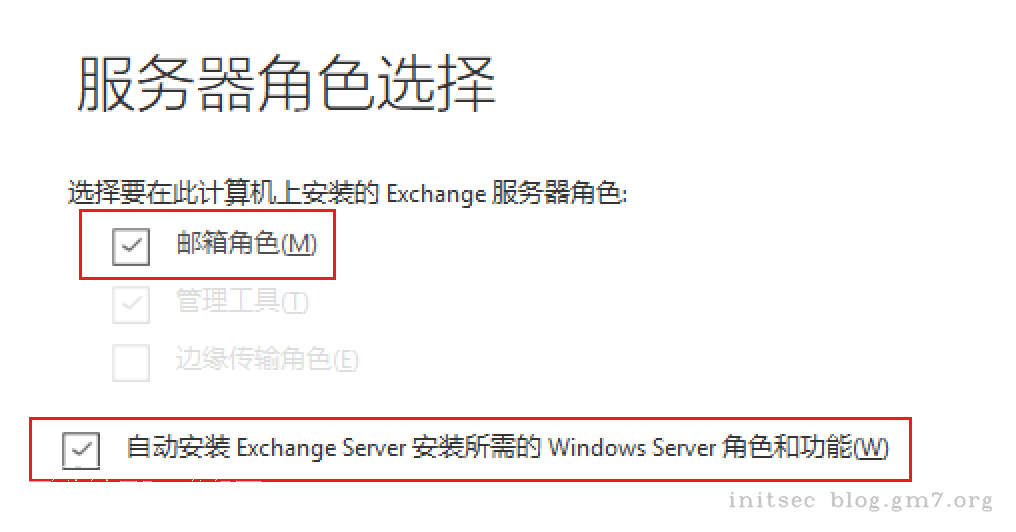 服务器角色选择
选择要在此计算机上安装的 Exchange 服务器角色:
邮箱角色(M)
管理工具(T)
边缘传输角色(E)
自动安装 Exchange Server 安装所需的 Windows Server 角色和功能(W)
initsec blog.gm7.org